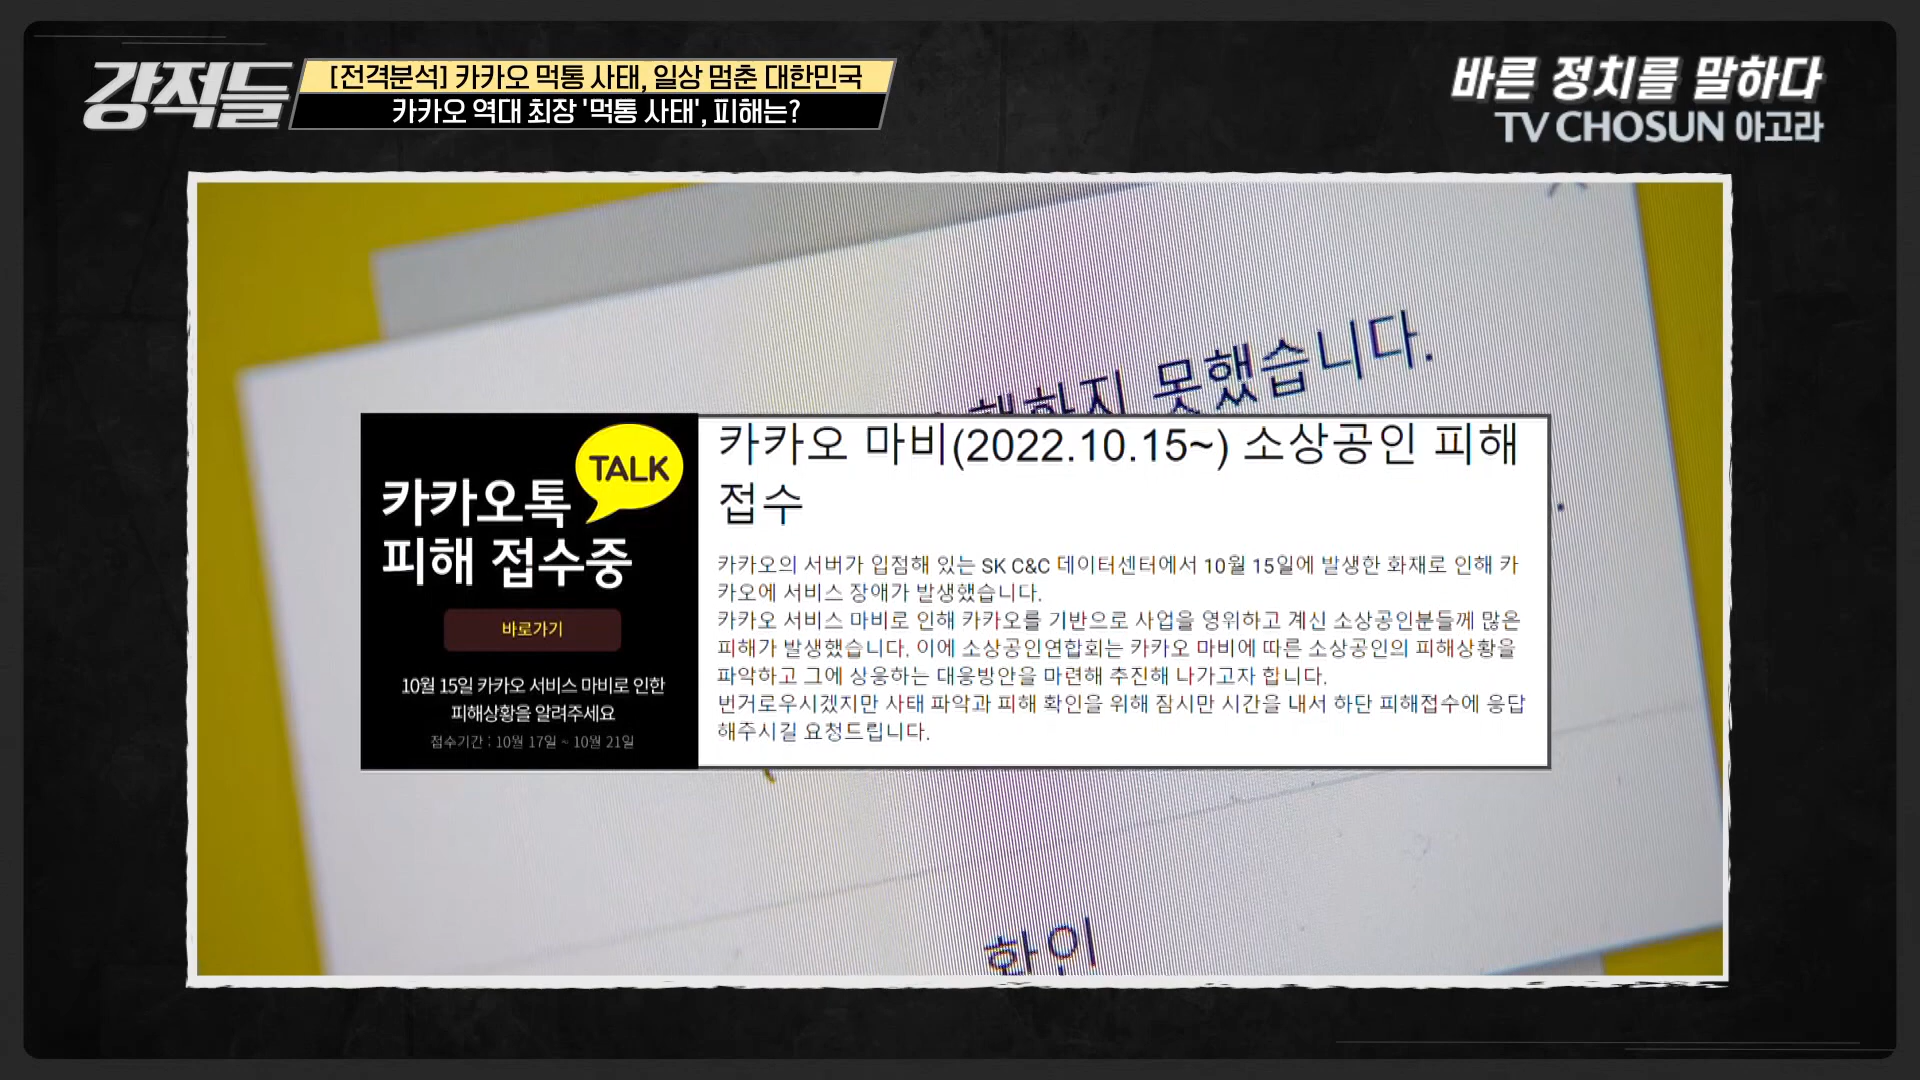 강적들
[전격분석] 카카오 먹통 사태, 일상 멈춘 대한민국
카카오 역대 최장 '먹통 사태', 피해는?
바른 정치를 말하다
TV CHOSUN 아고라
못했습니다.
TALK
카카오톡
피해 접수중
바로가기
10월 15일 카카오 서비스 마비로 인한
피해상황을 알려주세요
접수기간 : 10월 17일 ~ 10월 21일
카카오 마비(2022.10.15~) 소상공인 피해
접수
카카오의 서버가 입점해 있는 SK C&C 데이터센터에서 10월 15일에 발생한 화재로 인해 카
카오에 서비스 장애가 발생했습니다.
카카오 서비스 마비로 인해 카카오를 기반으로 사업을 영위하고 계신 소상공인분들께 많은
피해가 발생했습니다. 이에 소상공인연합회는 카카오 마비에 따른 소상공인의 피해상황을
파악하고 그에 상응하는 대응방안을 마련해 추진해 나가고자 합니다.
번거로우시겠지만 사태 파악과 피해 확인을 위해 잠시만 시간을 내서 하단 피해접수에 응답
해주시길 요청드립니다.
확인